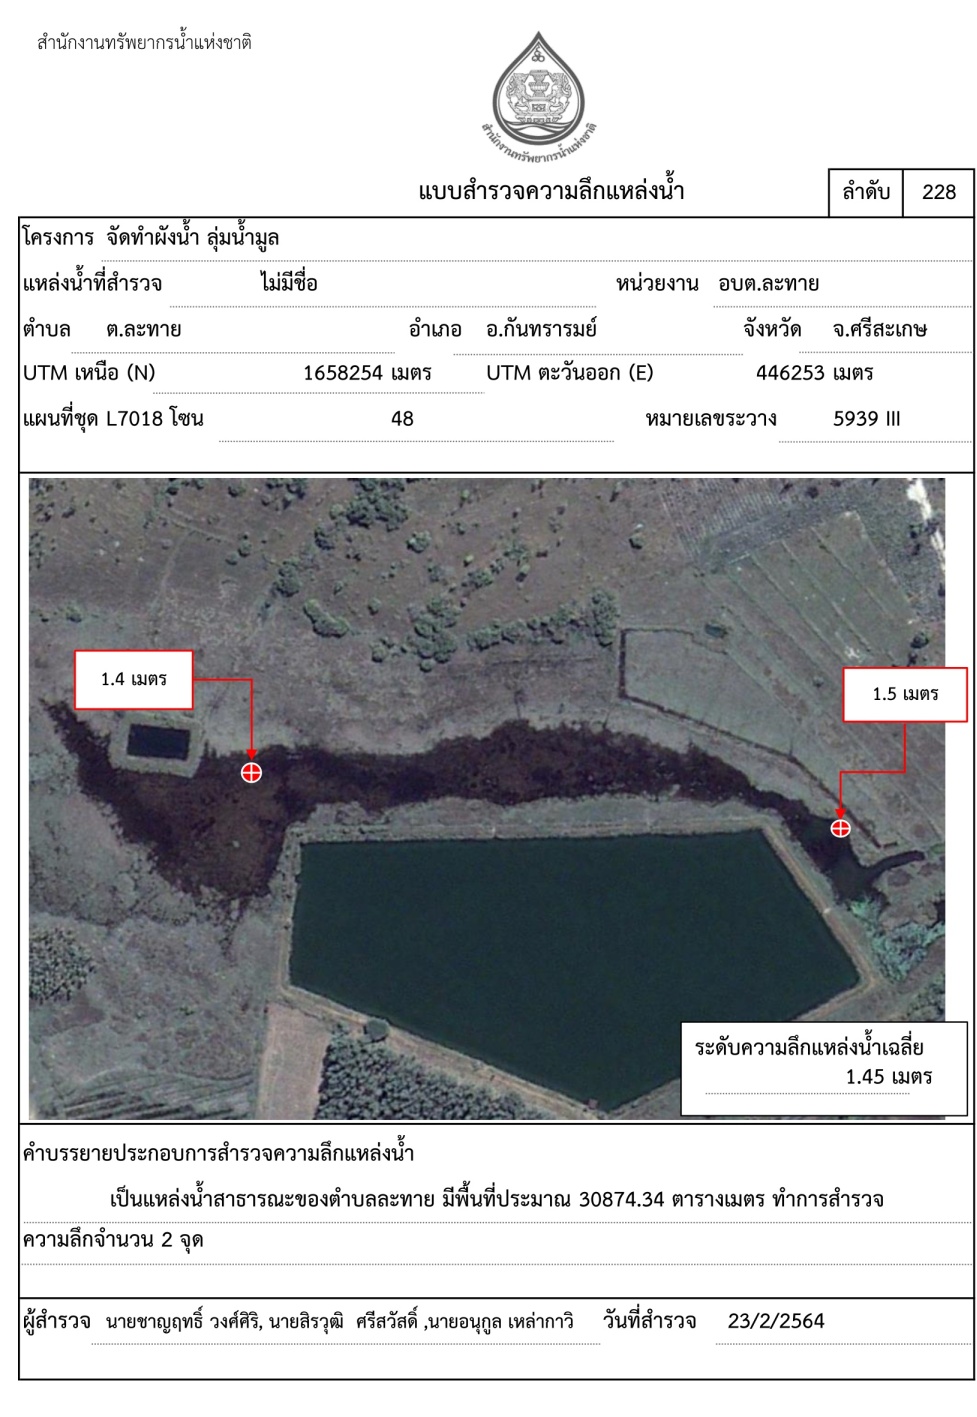 สำนักงานทรัพยากรน้ำแห่งชาติ
สำนักงานทรัพยากรน้ำแห่งชาติ
แบบสำรวจความลึกแหล่งน้ำ
ลำดับ 228
โครงการ จัดทำผังน้ำ ลุ่มน้ำมูล
แหล่งน้ำที่สำรวจ ไม่มีชื่อ หน่วยงาน อบต.ละทาย
ตำบล ต.ละทาย อำเภอ อ.กันทรารมย์ จังหวัด จ.ศรีสะเกษ
UTM เหนือ (N) 1658254 เมตร UTM ตะวันออก (E) 446253 เมตร
แผนที่ชุด L7018 โซน 48 หมายเลขระวาง 5939 III
1.4 เมตร
1.5 เมตร
ระดับความลึกแหล่งน้ำเฉลี่ย
1.45 เมตร
คำบรรยายประกอบการสำรวจความลึกแหล่งน้ำ
เป็นแหล่งน้ำสาธารณะของตำบลละทาย มีพื้นที่ประมาณ 30874.34 ตารางเมตร ทำการสำรวจ
ความลึกจำนวน 2 จุด
ผู้สำรวจ นายชาญฤทธิ์ วงศ์ศิริ, นายสิรวุฒิ ศรีสวัสดิ์ ,นายอนุกูล เหล่ากาวิ วันที่สำรวจ 23/2/2564